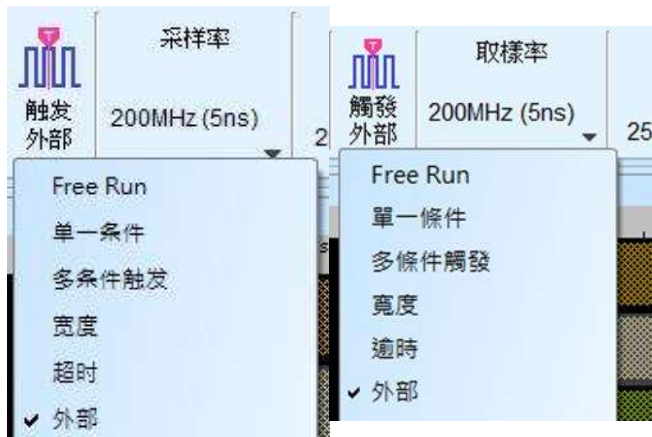 采样率
触发
外部
200MHz (5ns)
2
Free Run
单一条件
多条件触发
宽度
超时
✔ 外部
取樣率
觸發
外部
200MHz (5ns)
25
Free Run
單一條件
多條件觸發
寬度
逾時
✔ 外部